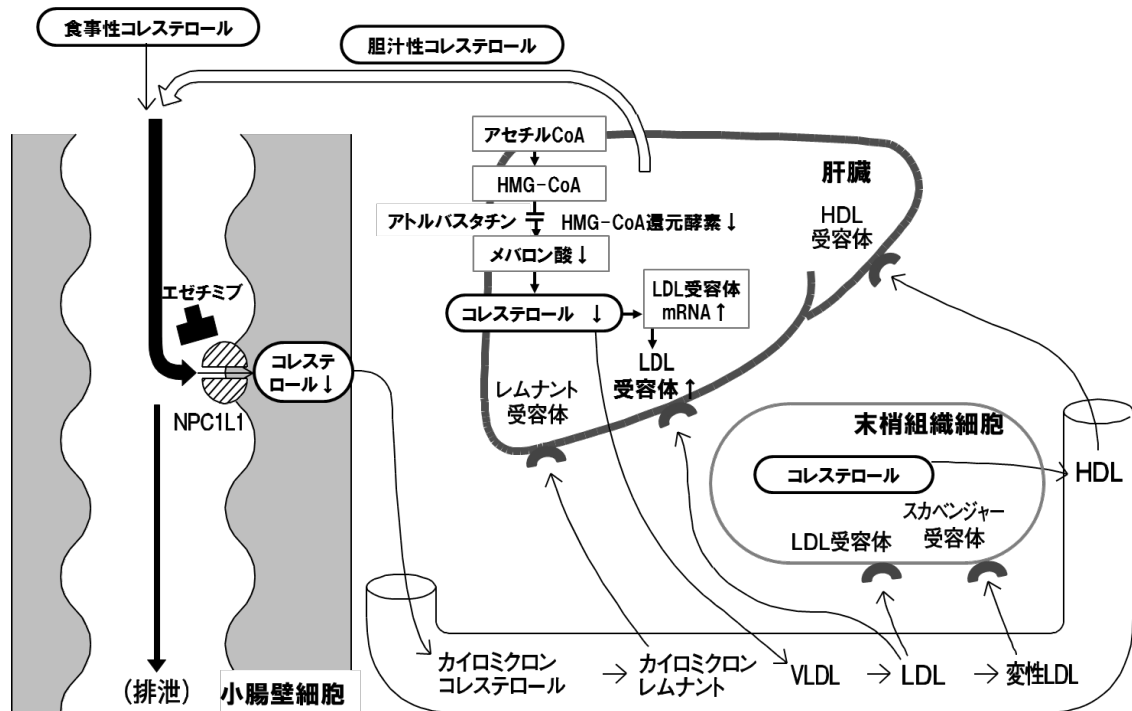 食事性コレステロール
胆汁性コレステロール
アセチルCoA
HMG-CoA
アトルバスタチン
HMG-CoA還元酵素↓
メバロン酸↓
コレステロール ↓
LDL受容体
mRNA↑
LDL
受容体↑
レムナント
受容体
肝臓
HDL
受容体
エゼチミブ
コレステ
ロール↓
NPC1L1
末梢組織細胞
コレステロール
スカベンジャー
受容体
LDL受容体
HDL
カイロミクロン
コレステロール
→
カイロミクロン
レムナント
VLDL → LDL → 変性LDL
(排泄)
小腸壁細胞